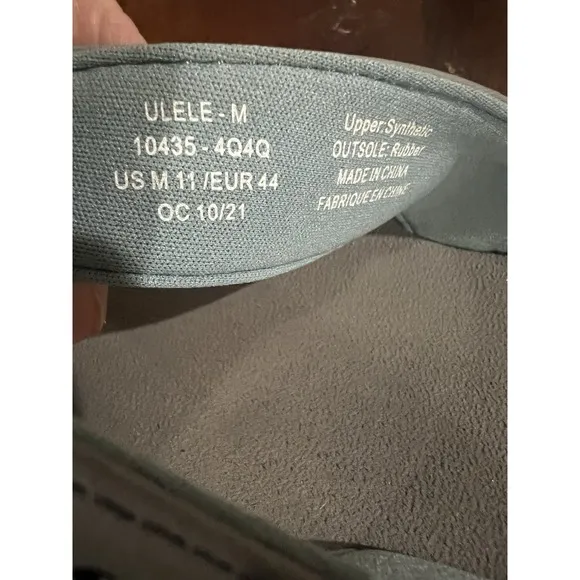 ULELE - M
10435 - 4Q4Q
US M 11 /EUR 44
OC 10/21
Upper:Synthetic
OUTSOLE: Rubber
MADE IN CHINA
FABRIQUE EN CHINE